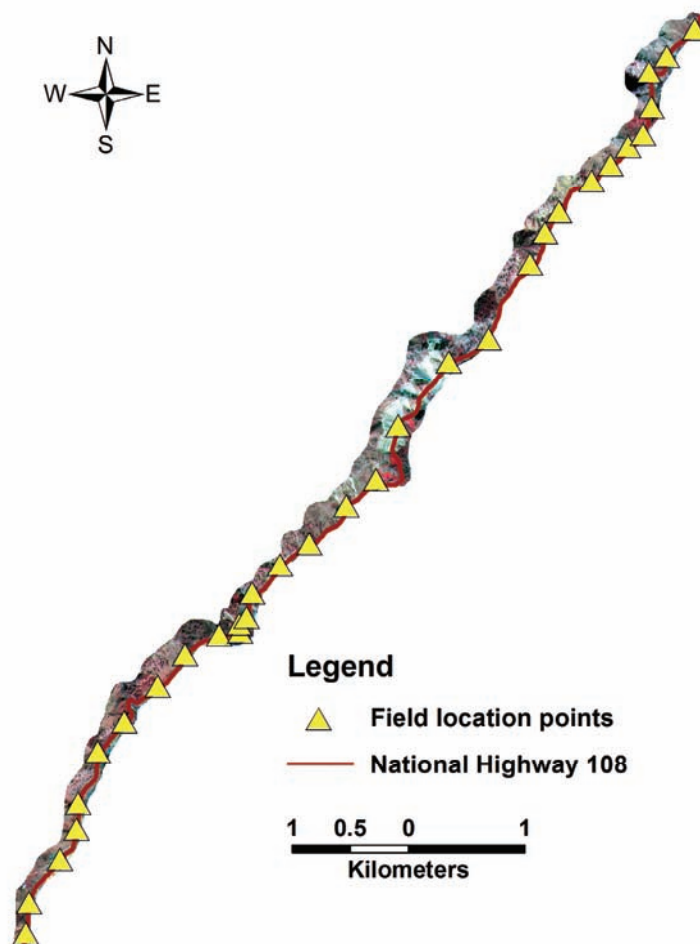 N
W E
S
Legend
Field location points
National Highway 108
1 0.5 0 1
Kilometers